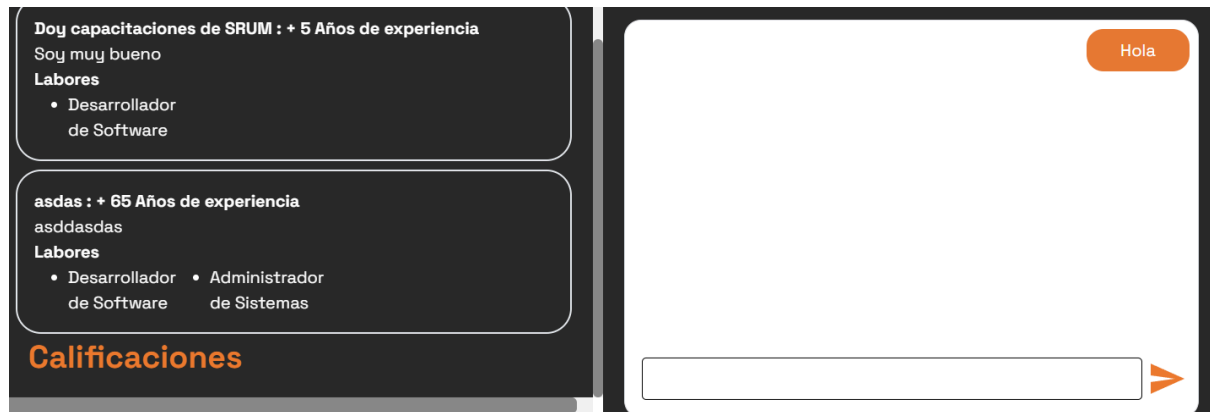 Doy capacitaciones de SRUM : + 5 Años de experiencia
Soy muy bueno
Labores
• Desarrollador
de Software
asdas : + 65 Años de experiencia
asddasdas
Labores
• Desarrollador • Administrador
de Software de Sistemas
Calificaciones
Hola